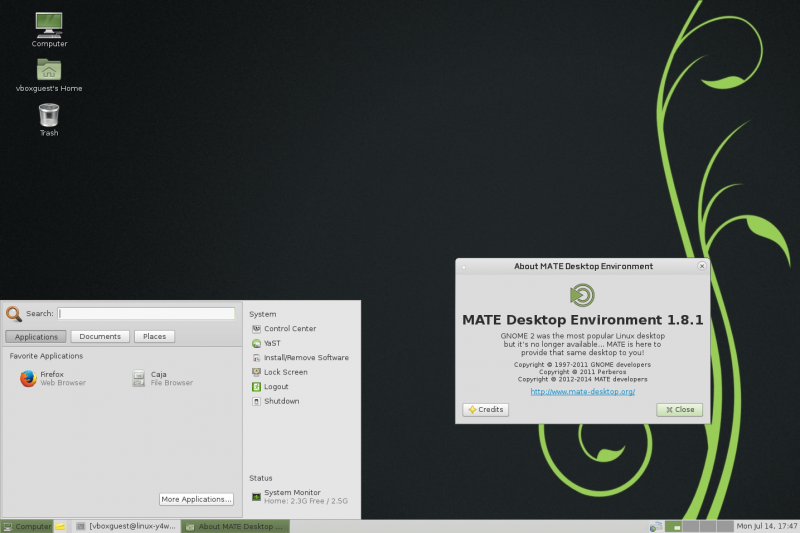 Computer
vboxguest's Home
Trash
Search:
Applications
Documents
Places
Favorite Applications
Firefox
Web Browser
Caja
File Browser
More Applications...
System
Control Center
YaST
Install/Remove Software
Lock Screen
Logout
Shutdown
Status
System Monitor
Home: 2.3G Free / 2.5G
About MATE Desktop Environment
MATE Desktop Environment 1.8.1
GNOME 2 was the most popular Linux desktop
but it's no longer available... MATE is here to
provide that same desktop to you!
Copyright © 1997-2011 GNOME developers
Copyright © 2011 Perberos
Copyright © 2012-2014 MATE developers
http://www.mate-desktop.org/
Credits
Close
Computer
[vboxguest@linux-y4w...
About MATE Desktop ...
Mon Jul 14, 17:47